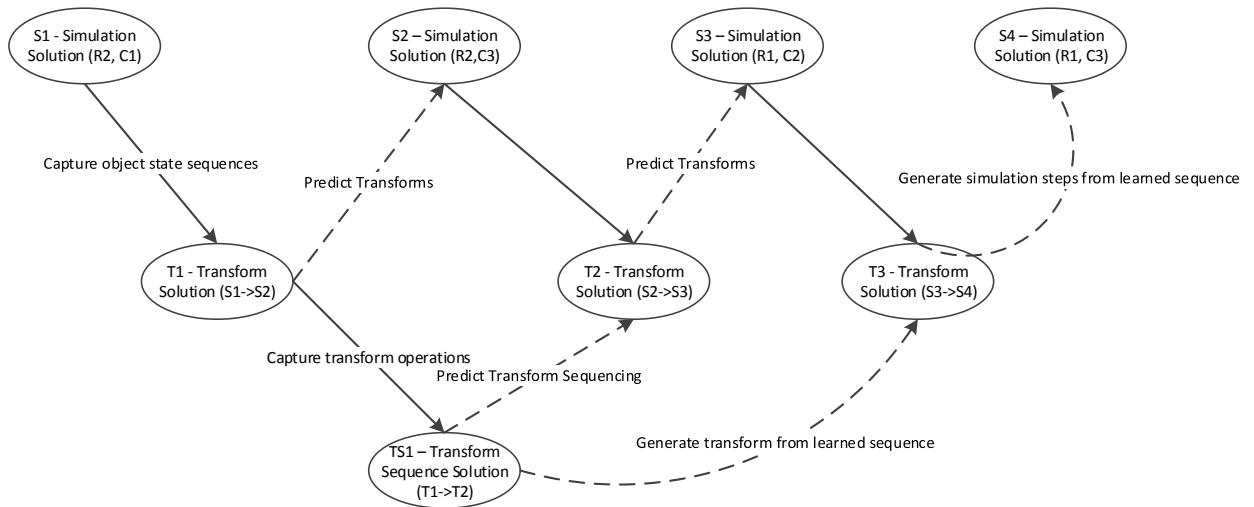 S1 - Simulation
Solution (R2, C1)
S2 – Simulation
Solution (R2,C3)
S3 – Simulation
Solution (R1, C2)
S4 – Simulation
Solution (R1, C3)
Capture object state sequences
Predict Transforms
Predict Transforms
Generate simulation steps from learned sequence
T1 - Transform
Solution (S1->S2)
T2 - Transform
Solution (S2->S3)
T3 - Transform
Solution (S3->S4)
Capture transform operations
Predict Transform Sequencing
Generate transform from learned sequence
TS1 – Transform
Sequence Solution
(T1->T2)